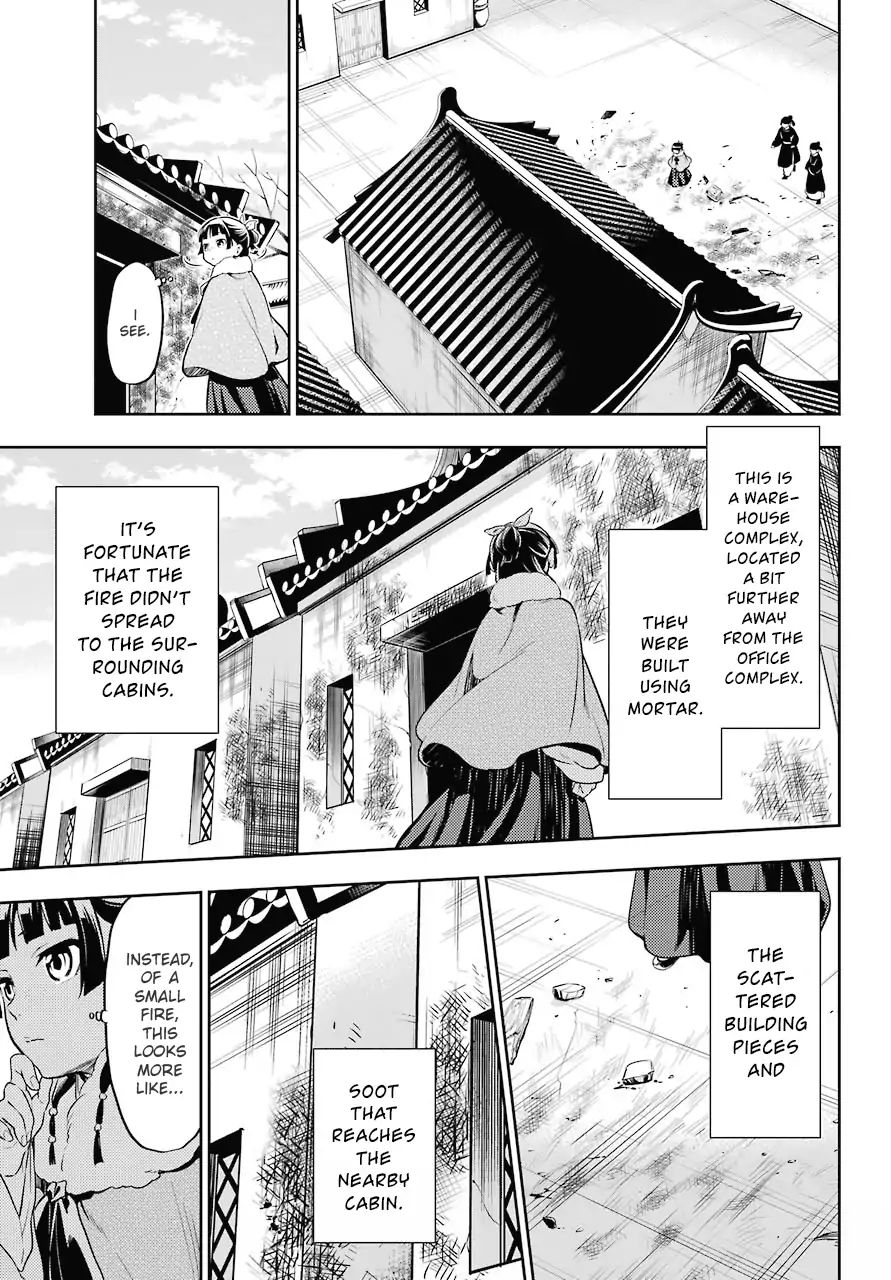 I
SEE.
THIS IS
A WARE-
HOUSE
COMPLEX,
LOCATED
A BIT
FURTHER
AWAY
FROM THE
OFFICE
COMPLEX.
THEY
WERE
BUILT
USING
MORTAR.
IT'S
FORTUNATE
THAT THE
FIRE DIDN'T
SPREAD
TO THE SUR-
ROUNDING
CABINS.
THE
SCAT-
TERED
BUILDING
PIECES
AND
SOOT
THAT
REACHES
THE
NEARBY
CABIN.
INSTEAD,
OF A
SMALL
FIRE,
THIS
LOOKS
MORE
LIKE...